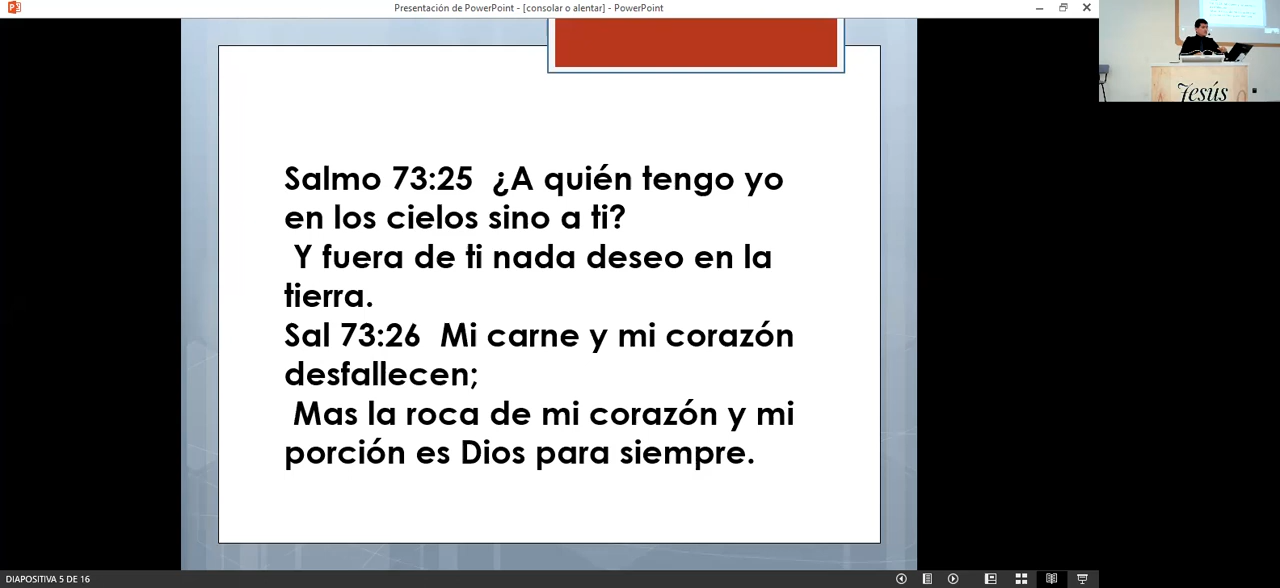 Presentación de PowerPoint - [consolar o alentar] - PowerPoint
Jesús
Salmo 73:25  ¿A quién tengo yo
en los cielos sino a ti?
Y fuera de ti nada deseo en la
tierra.
Sal 73:26  Mi carne y mi corazón
desfallecen;
Mas la roca de mi corazón y mi
porción es Dios para siempre.
DIAPOSITIVA 5 DE 16